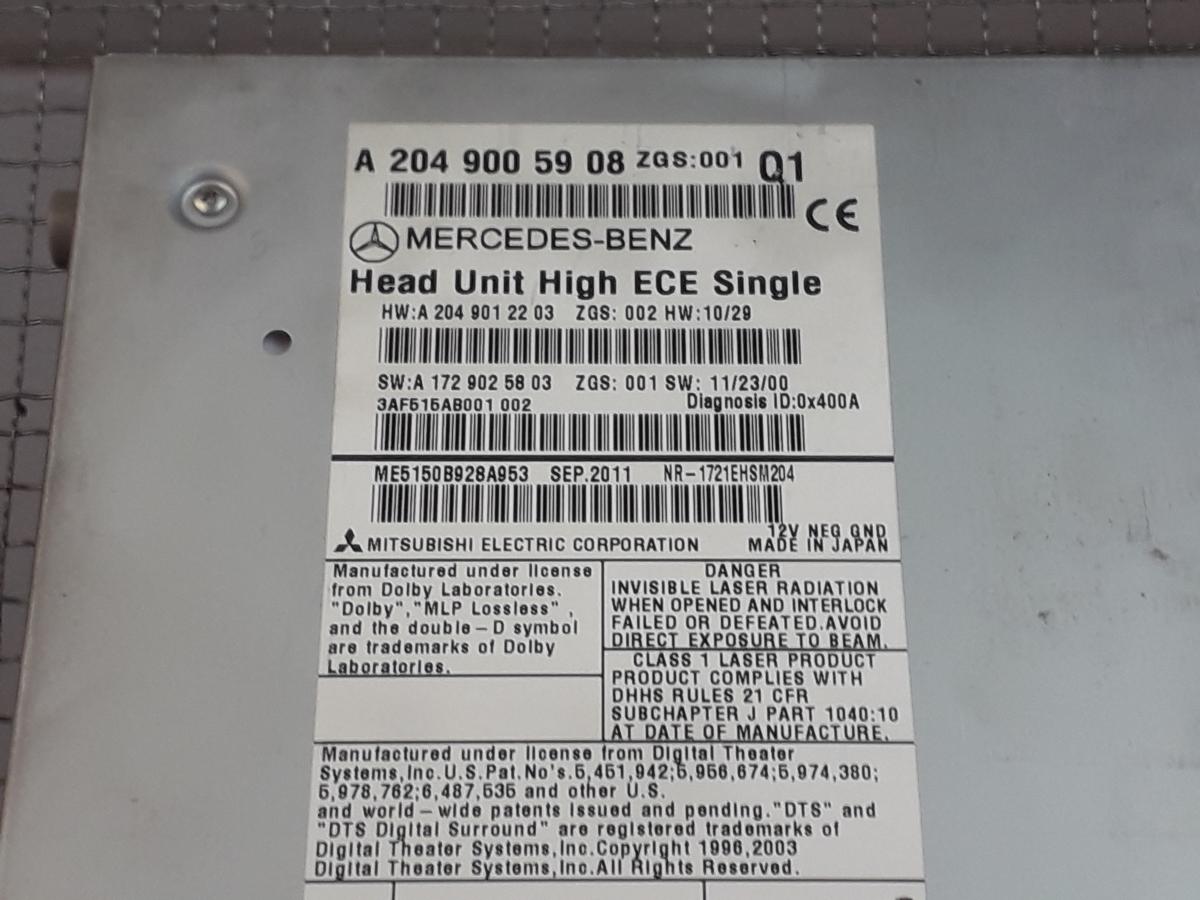 A 204 900 59 08 ZGS:001 Q1
CE
MERCEDES-BENZ
Head Unit High ECE Single
HW:A 204 901 22 03 ZGS: 002 HW:10/29
SW:A 172 902 58 03 ZGS: 001 SW: 11/23/00
3AF515AB001 002 Diagnosis ID:0x400A
ME5150B928A953 SEP.2011 NR-1721EHSM204
12V NEG GND
MITSUBISHI ELECTRIC CORPORATION MADE IN JAPAN
Manufactured under license
from Dolby Laboratories.
"Dolby","MLP Lossless",
and the double-D symbol
are trademarks of Dolby
Laboratories.
DANGER
INVISIBLE LASER RADIATION
WHEN OPENED AND INTERLOCK
FAILED OR DEFEATED.AVOID
DIRECT EXPOSURE TO BEAM.
CLASS 1 LASER PRODUCT
PRODUCT COMPLIES WITH
DHHS RULES 21 CFR
SUBCHAPTER J PART 1040:10
AT DATE OF MANUFACTURE.
Manufactured under license from Digital Theater
Systems,Inc.U.S.Pat.No's.5,451,942;5,956,674;5,974,380;
5,978,762;6,487,535 and other U.S.
and world-wide patents issued and pending."DTS" and
"DTS Digital Surround" are registered trademarks of
Digital Theater Systems,Inc.Copyright 1996,2003
Digital Theater Systems,Inc.All Rights Reserved.